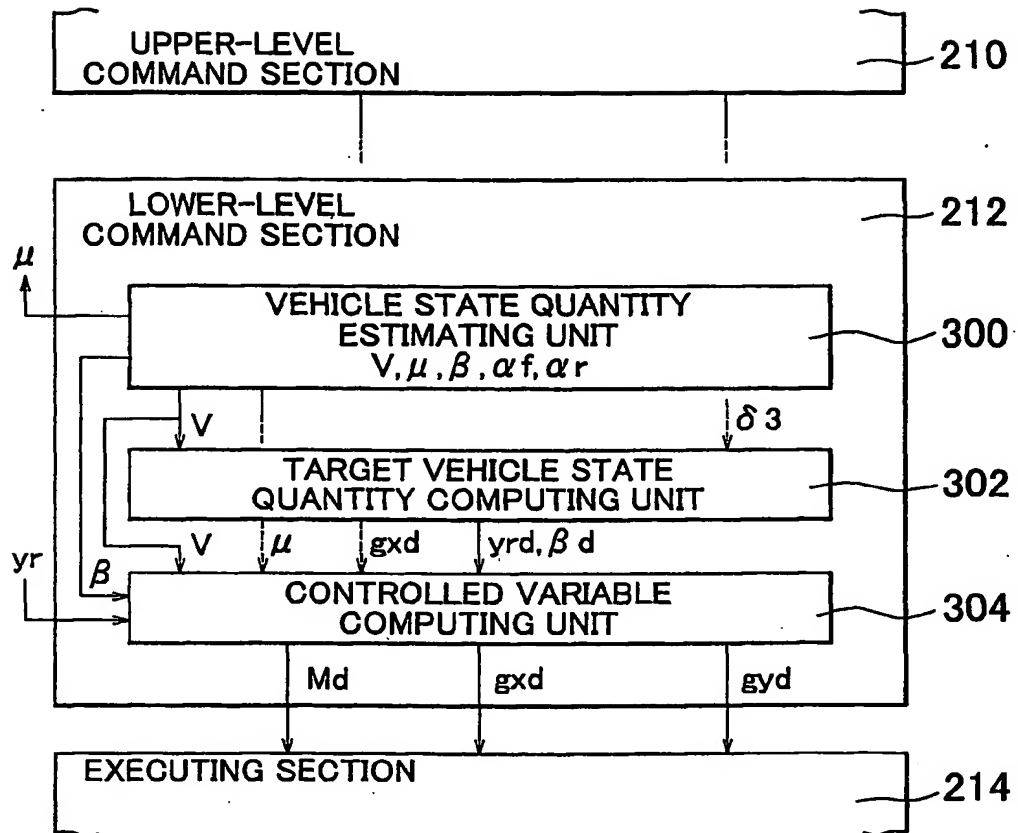 UPPER-LEVEL
COMMAND SECTION
210
LOWER-LEVEL
COMMAND SECTION
212
μ
VEHICLE STATE QUANTITY
ESTIMATING UNIT
V, μ, β, αf, αr
300
V
δ3
TARGET VEHICLE STATE
QUANTITY COMPUTING UNIT
302
yr
β
V
μ
gxd
yrd, βd
CONTROLLED VARIABLE
COMPUTING UNIT
304
Md
gxd
gyd
EXECUTING SECTION
214